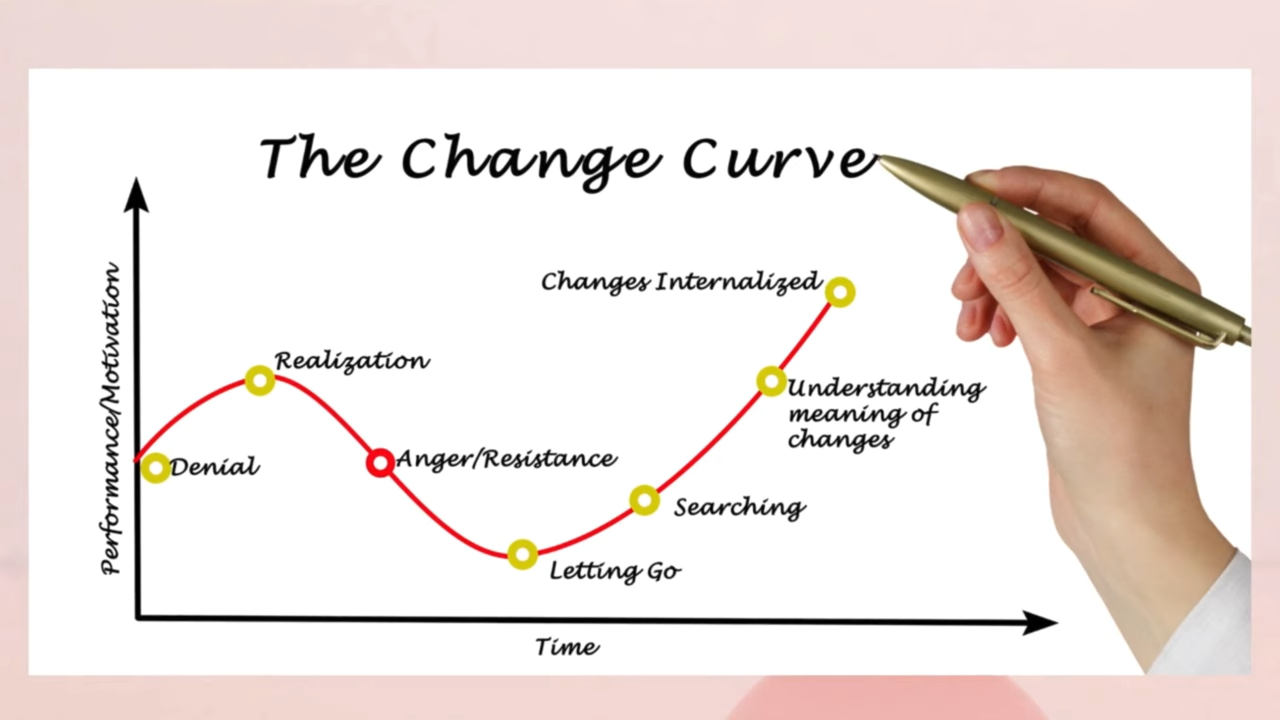 The Change Curve
Performance/Motivation
Changes Internalized
Realization
Understanding
meaning of
changes
Anger/Resistance
Denial
Searching
Letting Go
Time